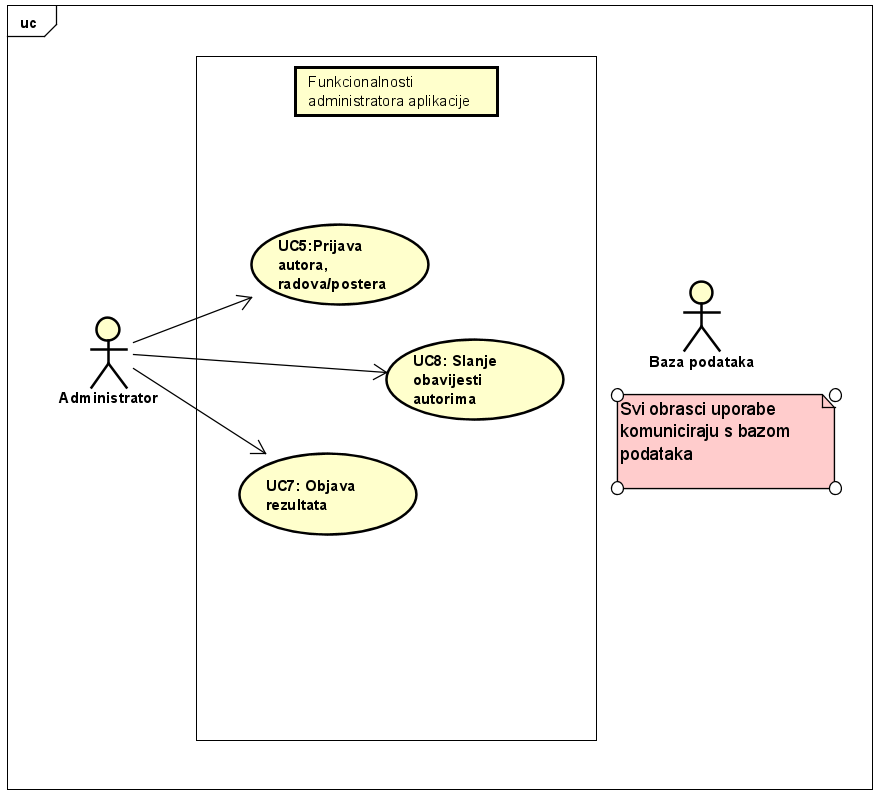 uc
Funkcionalnosti
administratora aplikacije
UC5:Prijava
autora,
radova/postera
UC8: Slanje
obavijesti
autorima
UC7: Objava
rezultata
Administrator
Baza podataka
Svi obrasci uporabe
komuniciraju s bazom
podataka